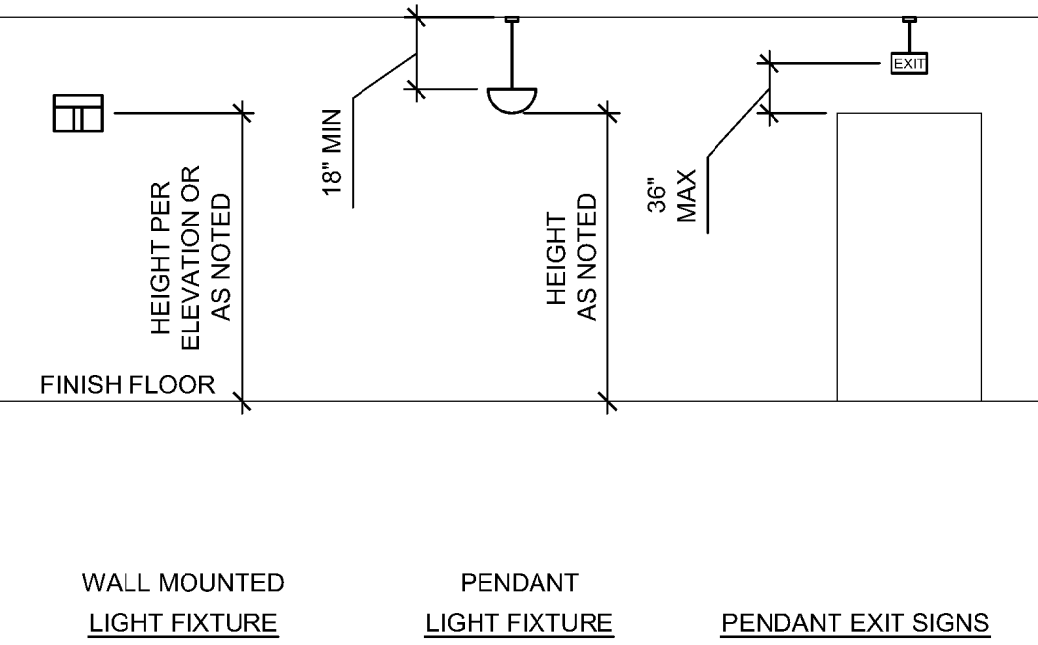 EXIT
18" MIN
36"
MAX
HEIGHT PER
ELEVATION OR
AS NOTED
HEIGHT
AS NOTED
FINISH FLOOR
WALL MOUNTED
LIGHT FIXTURE
PENDANT
LIGHT FIXTURE
PENDANT EXIT SIGNS